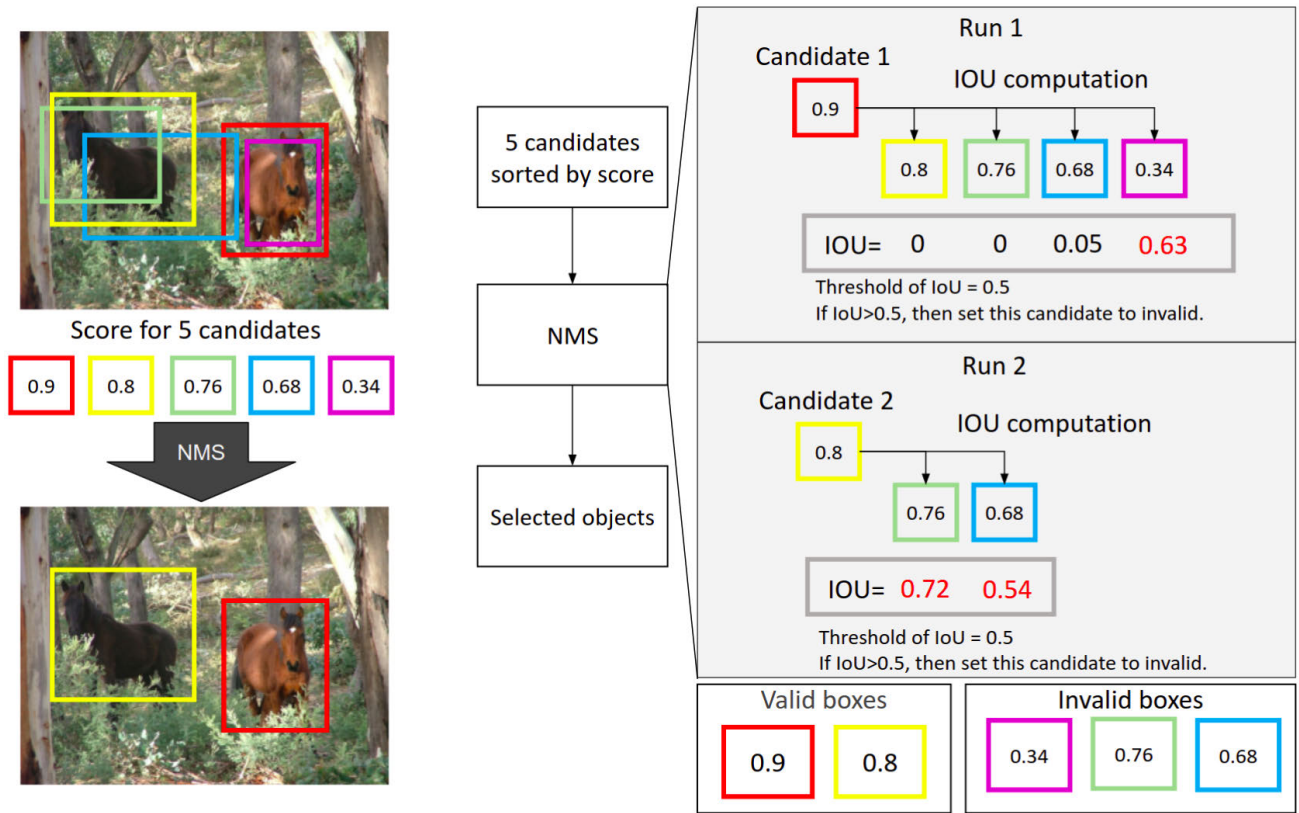 Score for 5 candidates
0.9 0.8 0.76 0.68 0.34
NMS
5 candidates
sorted by score
NMS
Selected objects
Run 1
Candidate 1
IOU computation
0.9
0.8 0.76 0.68 0.34
IOU= 0 0 0.05 0.63
Threshold of IoU = 0.5
If IoU>0.5, then set this candidate to invalid.
Run 2
Candidate 2
IOU computation
0.8
0.76 0.68
IOU= 0.72 0.54
Threshold of IoU = 0.5
If IoU>0.5, then set this candidate to invalid.
Valid boxes
0.9 0.8
Invalid boxes
0.34 0.76 0.68